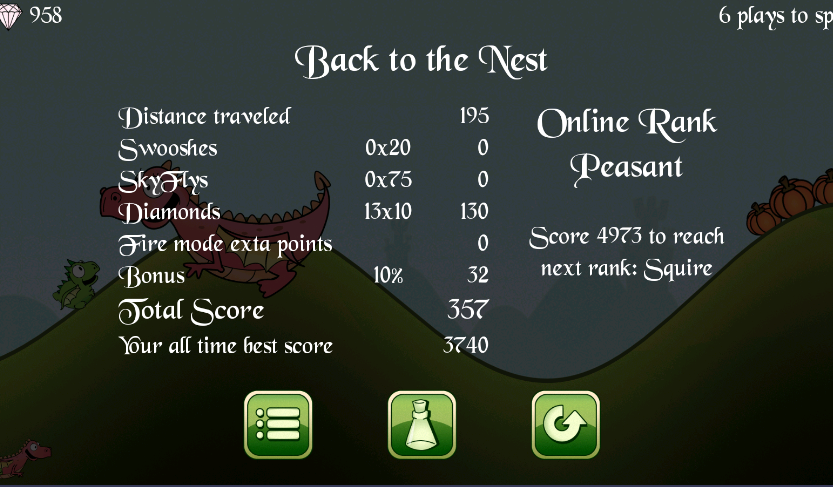 958
6 plays to sp
Back to the Nest
Distance traveled 195
Swooshes 0x20 0
SkyFlys 0x75 0
Diamonds 13x10 130
Fire mode exta points 0
Bonus 10% 32
Total Score 357
Your all time best score 3740
Online Rank
Peasant
Score 4973 to reach
next rank: Squire